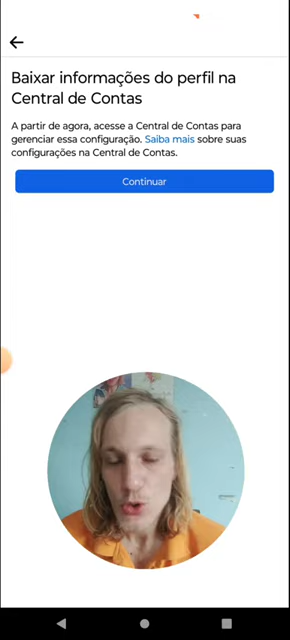 Baixar informações do perfil na
Central de Contas
A partir de agora, acesse a Central de Contas para
gerenciar essa configuração. Saiba mais sobre suas
configurações na Central de Contas.
Continuar